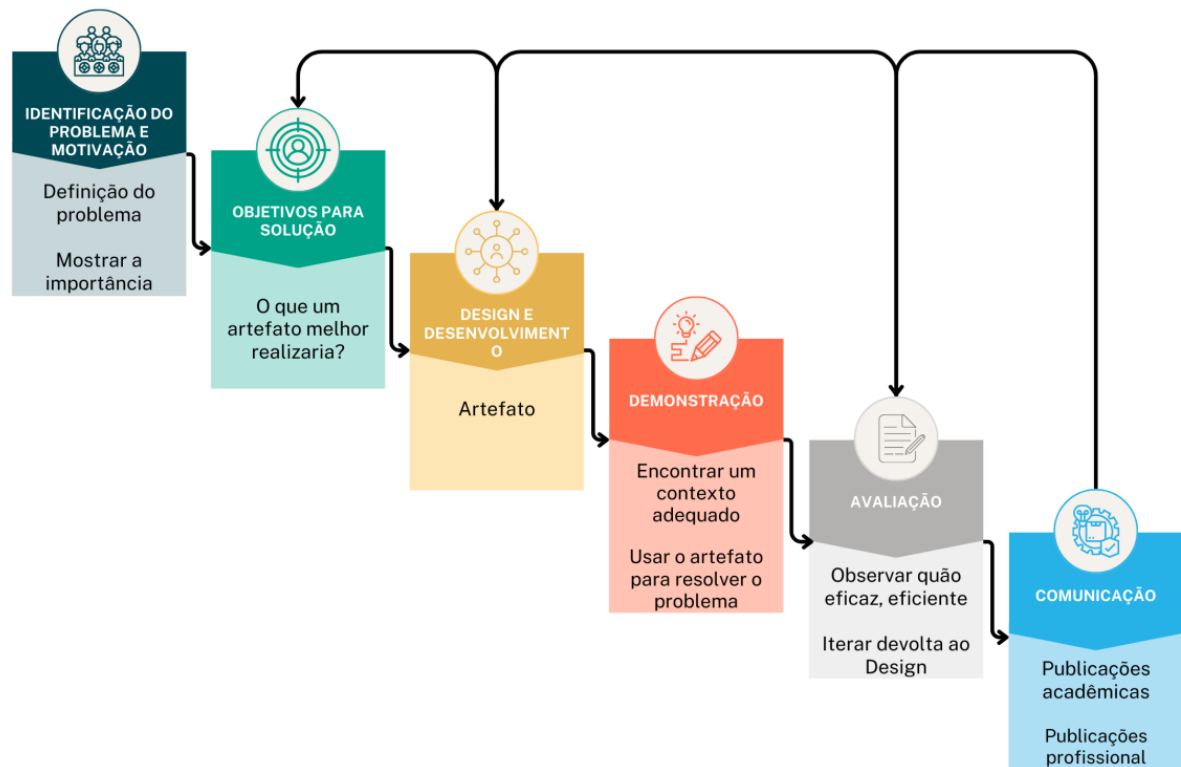 IDENTIFICAÇÃO DO
PROBLEMA E
MOTIVAÇÃO
Definição do
problema
Mostrar a
importância
OBJETIVOS PARA
SOLUÇÃO
O que um
artefato melhor
realizaria?
DESIGN E
DESENVOLVIMENT
O
Artefato
DEMONSTRAÇÃO
Encontrar um
contexto
adequado
Usar o artefato
para resolver o
problema
AVALIAÇÃO
Observar quão
eficaz, eficiente
Iterar devolta ao
Design
COMUNICAÇÃO
Publicações
acadêmicas
Publicações
profissional